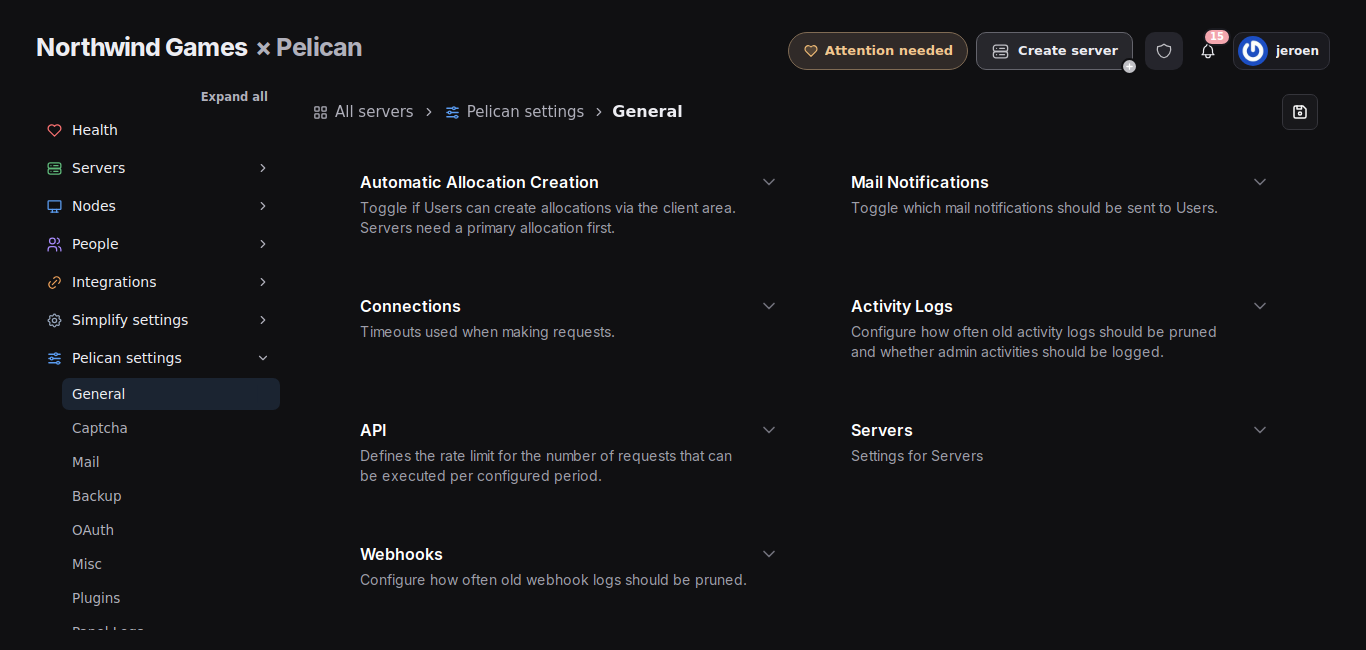 Northwind Games × Pelican
Attention needed
Create server
15
jeroen
Expand all
Health
Servers
Nodes
People
Integrations
Simplify settings
Pelican settings
General
Captcha
Mail
Backup
OAuth
Misc
Plugins
All servers
Pelican settings
General
Automatic Allocation Creation
Toggle if Users can create allocations via the client area.
Servers need a primary allocation first.
Mail Notifications
Toggle which mail notifications should be sent to Users.
Connections
Timeouts used when making requests.
Activity Logs
Configure how often old activity logs should be pruned
and whether admin activities should be logged.
API
Defines the rate limit for the number of requests that can
be executed per configured period.
Servers
Settings for Servers
Webhooks
Configure how often old webhook logs should be pruned.